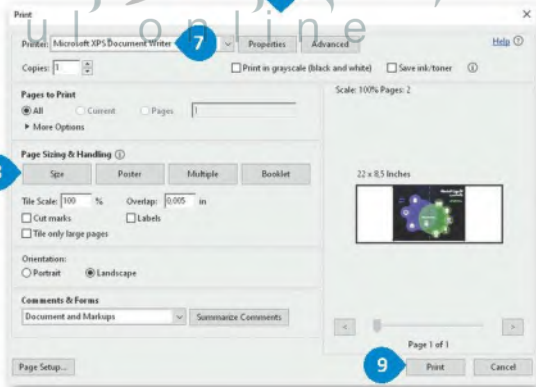 Print
ul online
Printer: Microsoft XPS Document Writer
7
Properties
Advanced
Help
Copies: 1
Print in grayscale (black and white)
Save ink/toner
Pages to Print
All
Current
Pages
1
More Options
Scale: 100% Pages: 2
Page Sizing & Handling
Size
Poster
Multiple
Booklet
22 x 8,5 Inches
Tile Scale: 100 %
Overlap: 0,005 in
Cut marks
Labels
Tile only large pages
Orientation:
Portrait
Landscape
Comments & Forms
Document and Markups
Summarize Comments
<
>
Page 1 of 1
Page Setup...
9
Print
Cancel